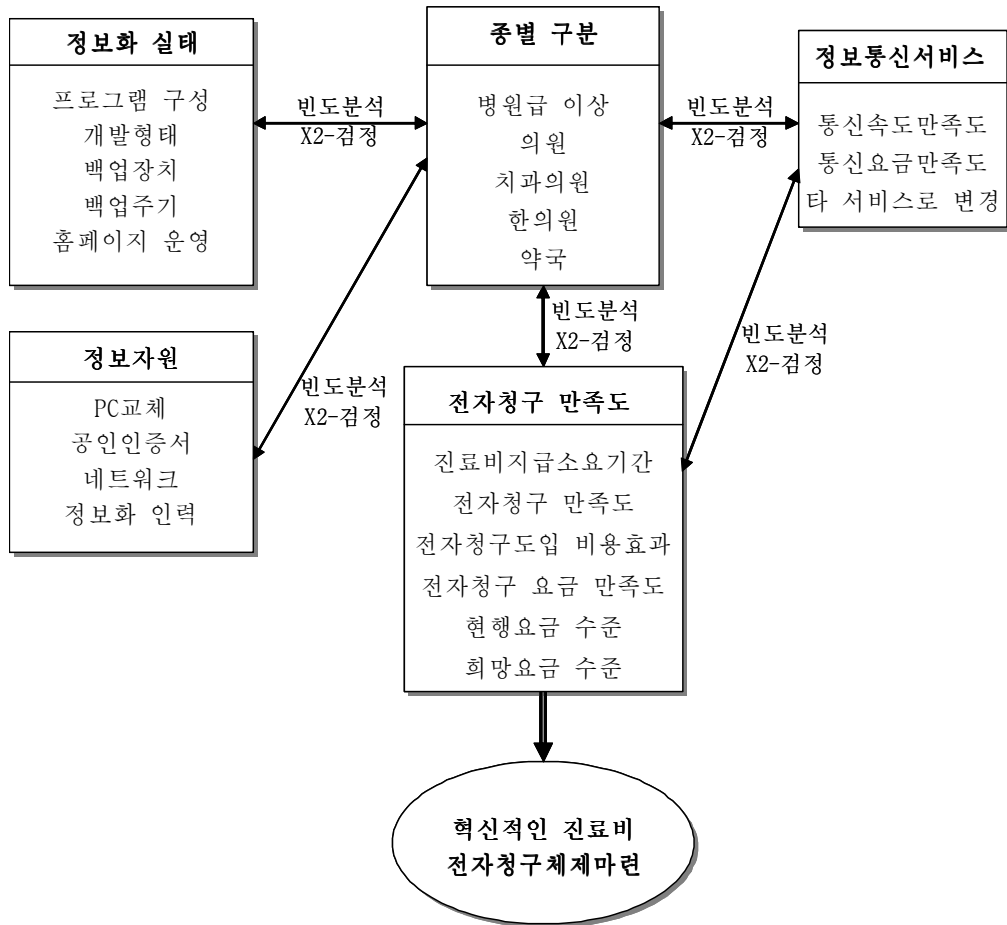 정보화 실태
프로그램 구성
개발형태
백업장치
백업주기
홈페이지 운영
빈도분석
X2-검정
종별 구분
병원급 이상
의원
치과의원
한의원
약국
빈도분석
X2-검정
정보통신서비스
통신속도만족도
통신요금만족도
타 서비스로 변경
빈도분석
X2-검정
정보자원
PC교체
공인인증서
네트워크
정보화 인력
빈도분석
X2-검정
빈도분석
X2-검정
전자청구 만족도
진료비지급소요기간
전자청구 만족도
전자청구도입 비용효과
전자청구 요금 만족도
현행요금 수준
희망요금 수준
혁신적인 진료비
전자청구체제마련